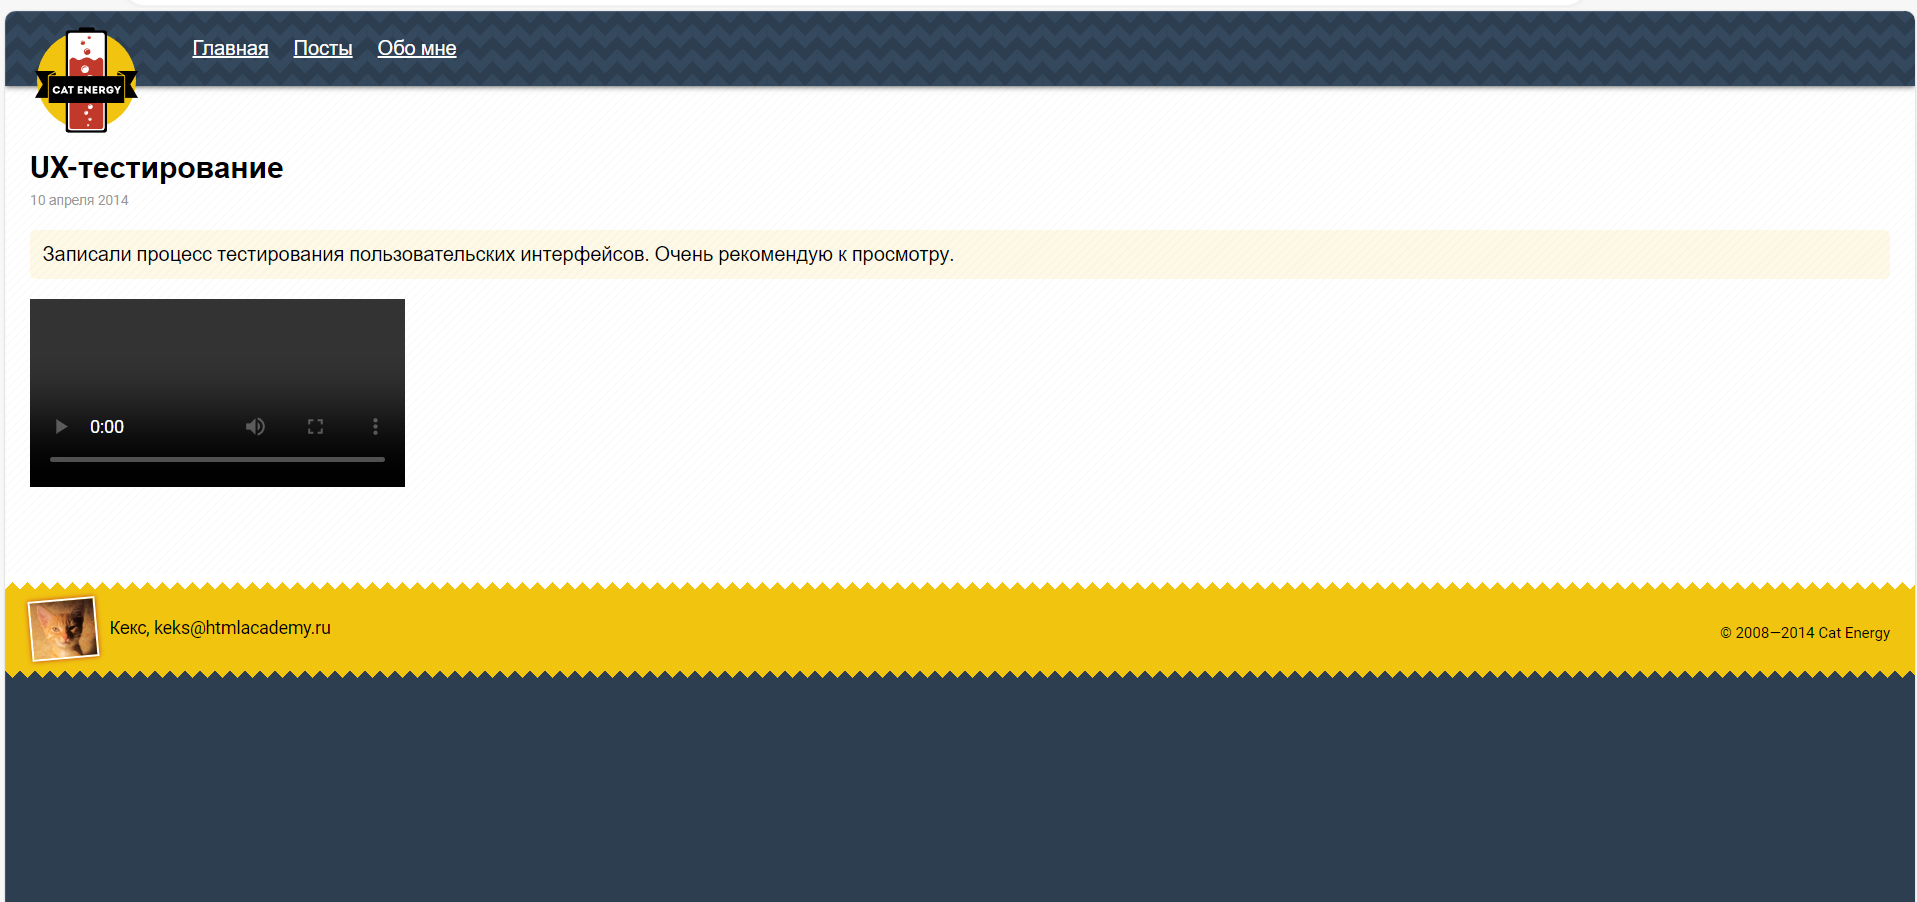 Главная Посты Обо мне
CAT ENERGY
UX-тестирование
10 апреля 2014
Записали процесс тестирования пользовательских интерфейсов. Очень рекомендую к просмотру.
0:00
Кекс, keks@htmlacademy.ru
© 2008—2014 Cat Energy